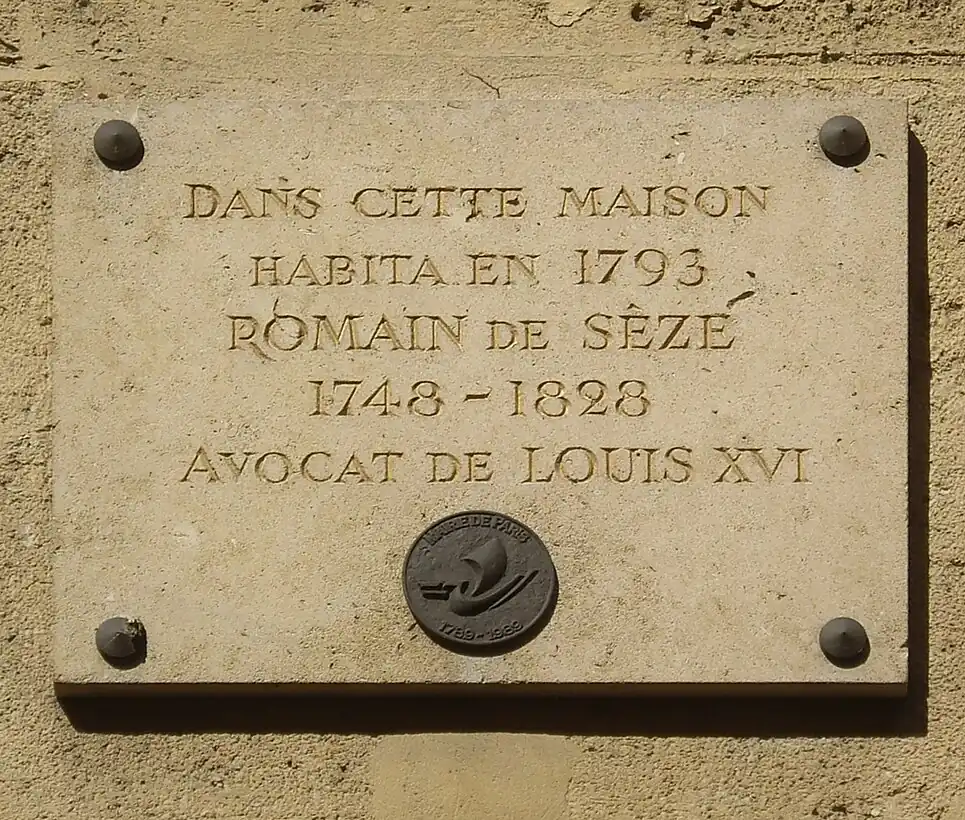 DANS CETTE MAISON
HABITA EN 1793
ROMAIN DE SÊZE
1748 - 1828
AVOCAT DE LOUIS XVI
MAIRIE DE PARIS
1789-1989